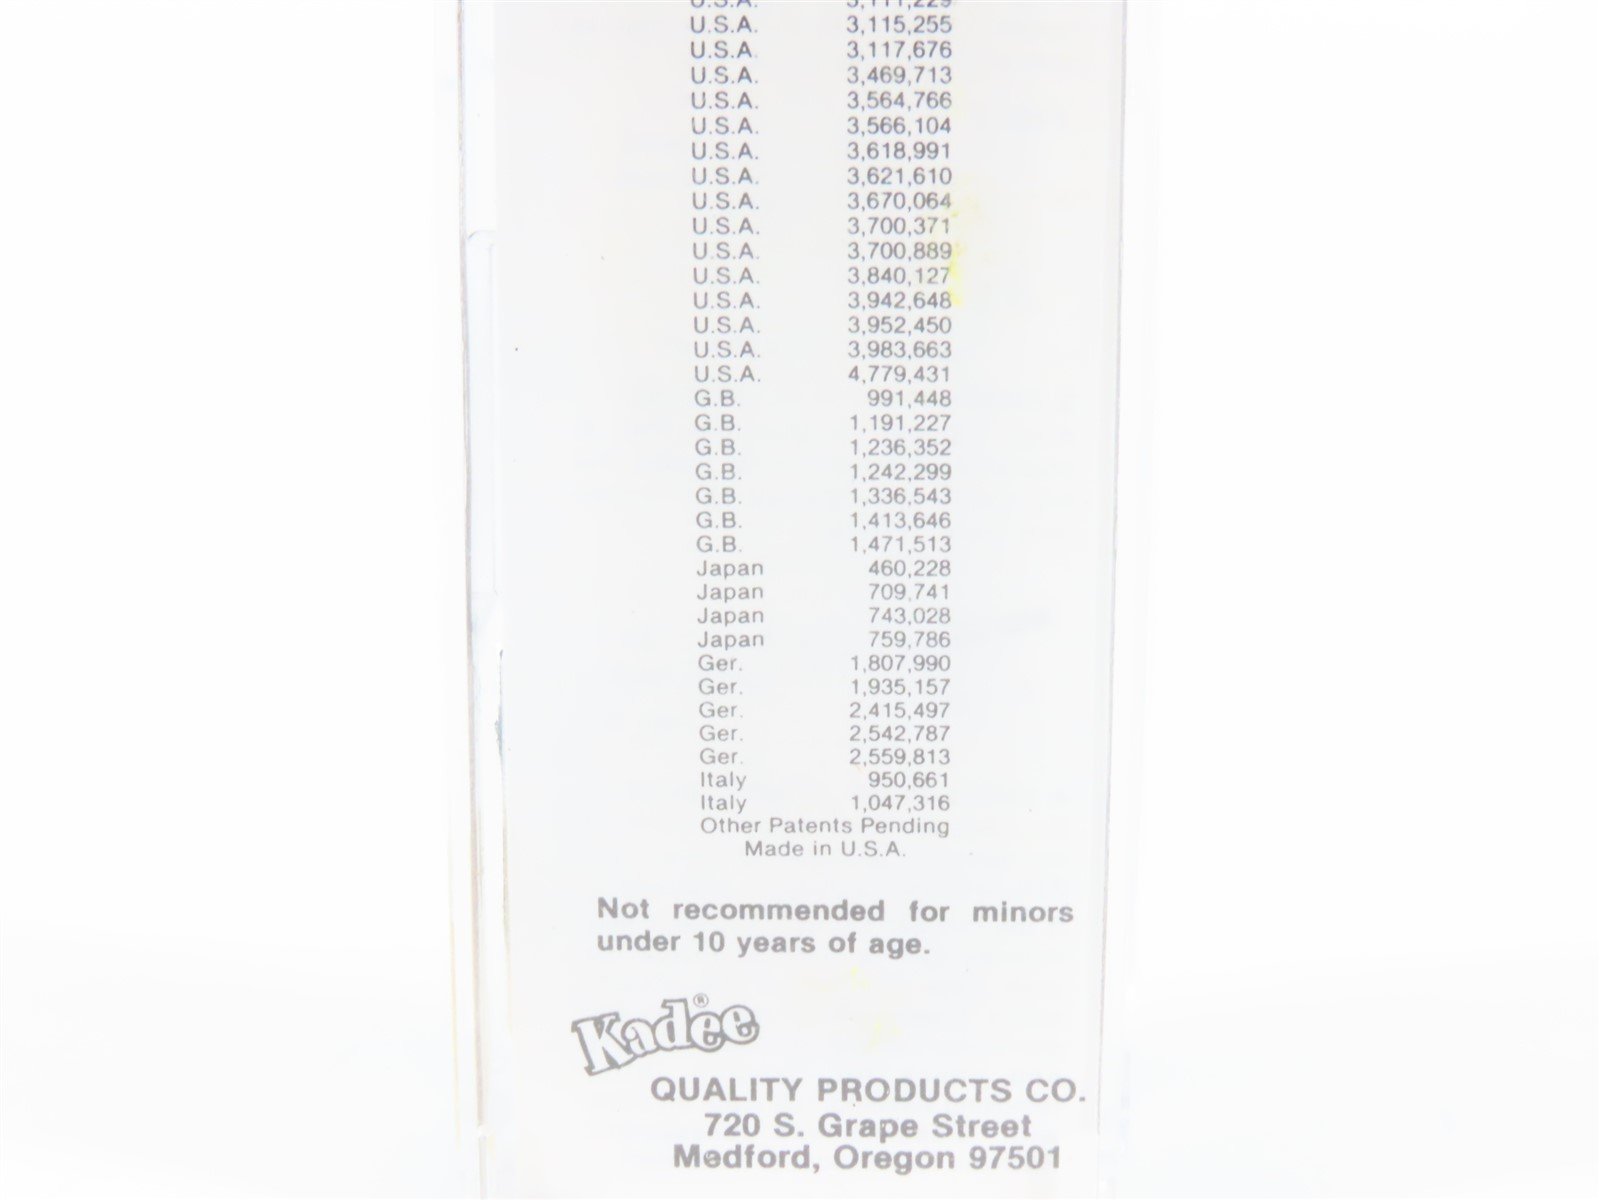 U.S.A. 3,111,229
U.S.A. 3,115,255
U.S.A. 3,117,676
U.S.A. 3,469,713
U.S.A. 3,564,766
U.S.A. 3,566,104
U.S.A. 3,618,991
U.S.A. 3,621,610
U.S.A. 3,670,064
U.S.A. 3,700,371
U.S.A. 3,700,889
U.S.A. 3,840,127
U.S.A. 3,942,648
U.S.A. 3,952,450
U.S.A. 3,983,663
U.S.A. 4,779,431
G.B. 991,448
G.B. 1,191,227
G.B. 1,236,352
G.B. 1,242,299
G.B. 1,336,543
G.B. 1,413,646
G.B. 1,471,513
Japan 460,228
Japan 709,741
Japan 743,028
Japan 759,786
Ger. 1,807,990
Ger. 1,935,157
Ger. 2,415,497
Ger. 2,542,787
Ger. 2,559,813
Italy 950,661
Italy 1,047,316
Other Patents Pending
Made in U.S.A.
Not recommended for minors
under 10 years of age.
Kadee®
QUALITY PRODUCTS CO.
720 S. Grape Street
Medford, Oregon 97501